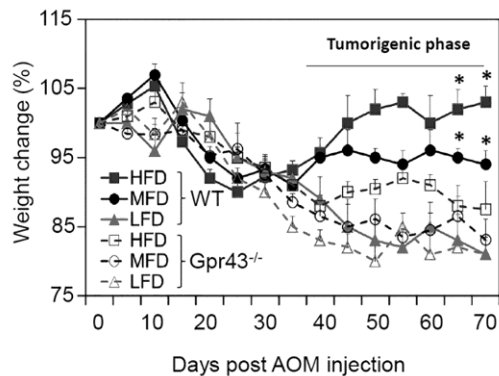 Tumorigenic phase
* *
* *
Weight change (%)
105
95
85
75
HFD
MFD
LFD
WT
HFD
MFD
LFD
Gpr43-/-
0 10 20 30 40 50 60 70
Days post AOM injection